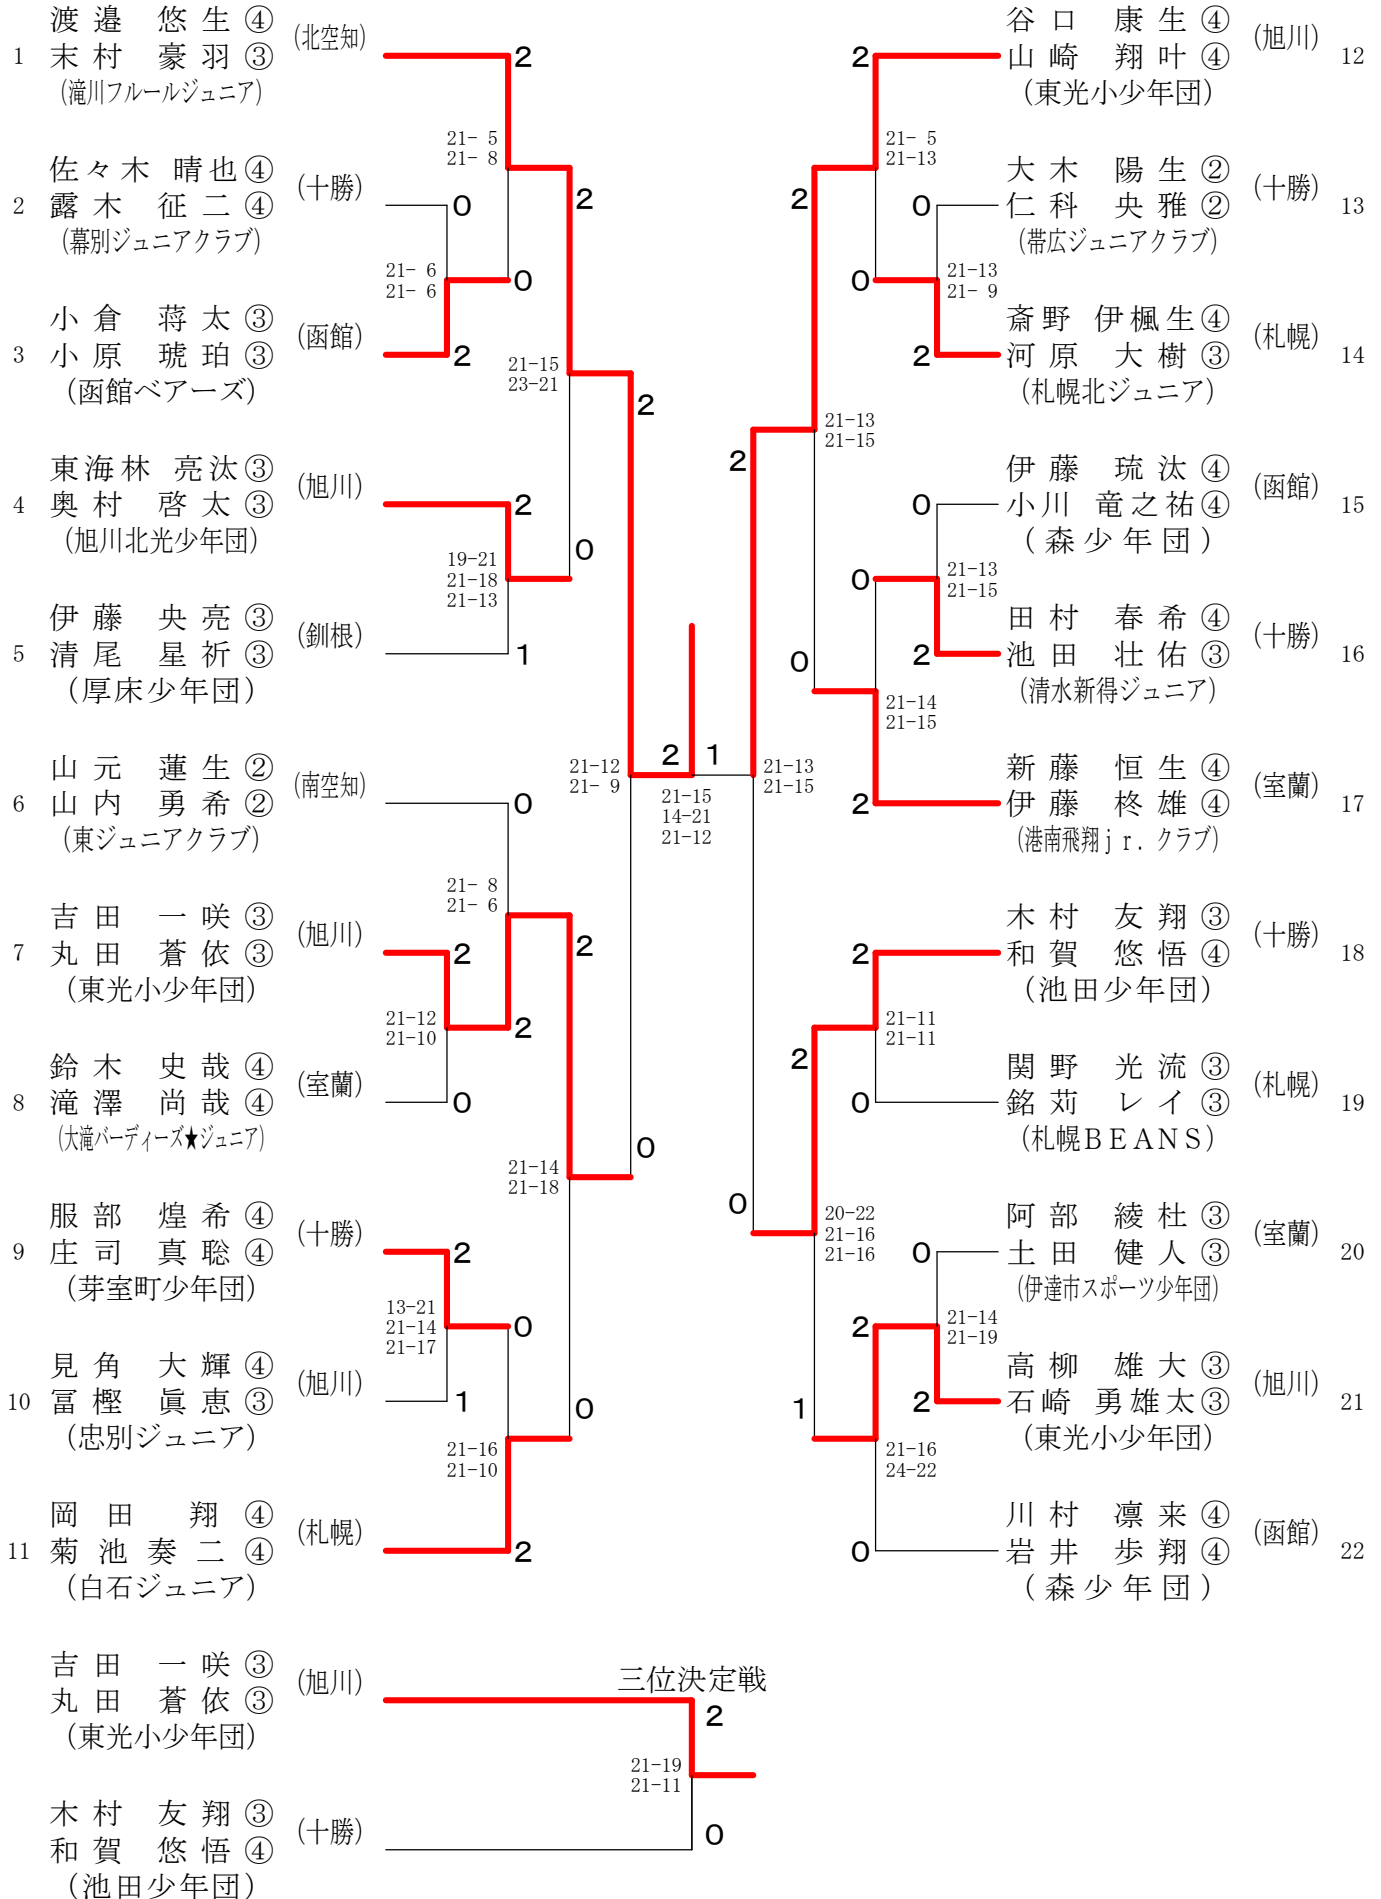 渡邉 悠生④
1 末村 豪羽③ (北空知)
(滝川フルールジュニア)
佐々木 晴也④
2 露木 征二④ (十勝)
(幕別ジュニアクラブ)
小倉 蒋太③
3 小原 琥珀③ (函館)
(函館ベアーズ)
東海林 亮汰③
4 奥村 啓太③ (旭川)
(旭川北光少年団)
伊藤 央亮③
5 清尾 星祈③ (釧根)
(厚床少年団)
山元 蓮生②
6 山内 勇希② (南空知)
(東ジュニアクラブ)
吉田 一咲③
7 丸田 蒼依③ (旭川)
(東光小少年団)
鈴木 史哉④
8 滝澤 尚哉④ (室蘭)
(大滝バーディーズ★ジュニア)
服部 煌希④
9 庄司 真聡④ (十勝)
(芽室町少年団)
見角 大輝④
10 冨樫 眞恵③ (旭川)
(忠別ジュニア)
岡田 翔④
11 菊池奏二④ (札幌)
(白石ジュニア)
2
21- 5
21- 8
0
21- 6
21- 6
0
2
2
21-15
23-21
2
19-21
21-18
21-13
1
0
2
0
21- 8
21- 6
2
21-12
21-10
2
0
2
21-14
21-18
0
2
13-21
21-14
21-17
0
1
0
21-16
21-10
2
21-12
21- 9
2 1
21-15
14-21
21-12
谷口 康生④
山崎 翔叶④ (旭川) 12
(東光小少年団)
大木 陽生②
仁科 央雅② (十勝) 13
(帯広ジュニアクラブ)
斎野 伊楓生④
河原 大樹③ (札幌) 14
(札幌北ジュニア)
伊藤 琉汰④
小川 竜之祐④ (函館) 15
(森少年団)
田村 春希④
池田 壮佑③ (十勝) 16
(清水新得ジュニア)
新藤 恒生④
伊藤 柊雄④ (室蘭) 17
(港南飛翔jr.クラブ)
木村 友翔③
和賀 悠悟④ (十勝) 18
(池田少年団)
関野 光流③
銘苅 レイ③ (札幌) 19
(札幌BEANS)
阿部 綾杜③
土田 健人③ (室蘭) 20
(伊達市スポーツ少年団)
高柳 雄大③
石崎 勇雄太③ (旭川) 21
(東光小少年団)
川村 凛来④
岩井 歩翔④ (函館) 22
(森少年団)
2
21- 5
21-13
2
0
0
21-13
21- 9
2
21-13
21-15
2
0
0
21-13
21-15
2
0
21-14
21-15
2
21-13
21-15
2
21-11
21-11
2
0
0
20-22
21-16
21-16
0
2
21-14
21-19
2
1
21-16
24-22
0
三位決定戦
吉田 一咲③
丸田 蒼依③ (旭川)
(東光小少年団)
2
21-19
21-11
0
木村 友翔③
和賀 悠悟④ (十勝)
(池田少年団)